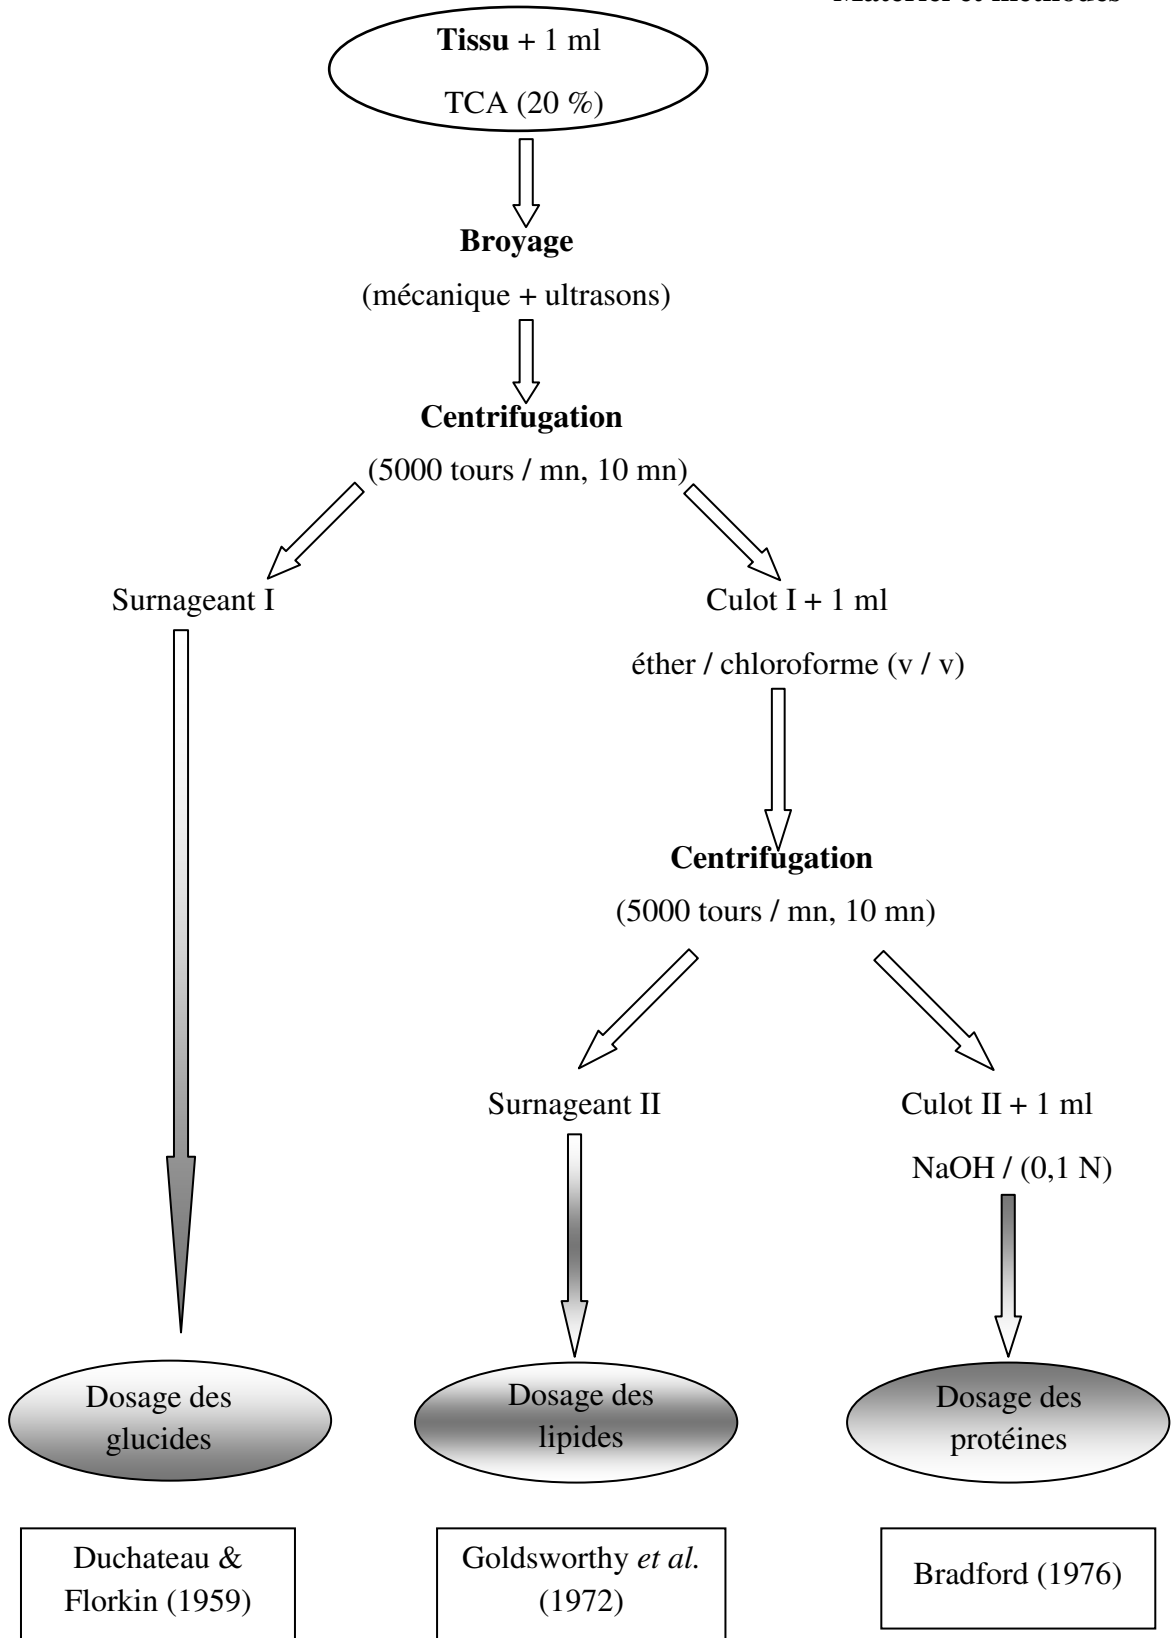 Matériel et méthodes
Tissu + 1 ml
TCA (20 %)
Broyage
(mécanique + ultrasons)
Centrifugation
(5000 tours / mn, 10 mn)
Surnageant I
Culot I + 1 ml
éther / chloroforme (v / v)
Centrifugation
(5000 tours / mn, 10 mn)
Surnageant II
Culot II + 1 ml
NaOH / (0,1 N)
Dosage des
glucides
Dosage des
lipides
Dosage des
protéines
Duchateau &
Florkin (1959)
Goldsworthy et al.
(1972)
Bradford (1976)